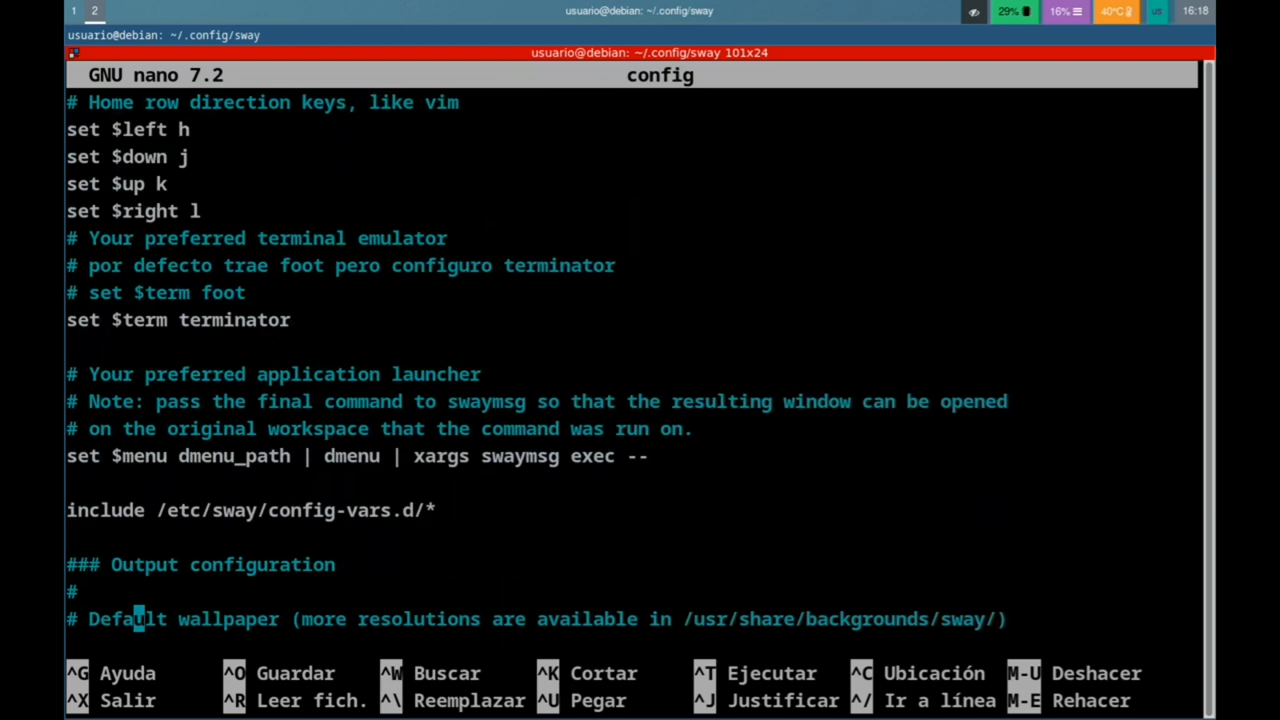 1 2 usuario@debian: ~/.config/sway 29% 16% 40°C us 16:18
usuario@debian: ~/.config/sway
usuario@debian: ~/.config/sway 101x24
GNU nano 7.2 config
# Home row direction keys, like vim
set $left h
set $down j
set $up k
set $right l
# Your preferred terminal emulator
# por defecto trae foot pero configuro terminator
# set $term foot
set $term terminator
# Your preferred application launcher
# Note: pass the final command to swaymsg so that the resulting window can be opened
# on the original workspace that the command was run on.
set $menu dmenu_path | dmenu | xargs swaymsg exec --
include /etc/sway/config-vars.d/*
### Output configuration
#
# Default wallpaper (more resolutions are available in /usr/share/backgrounds/sway/)
^G Ayuda ^O Guardar ^W Buscar ^K Cortar ^T Ejecutar ^C Ubicación M-U Deshacer
^X Salir ^R Leer fich. ^\ Reemplazar ^U Pegar ^J Justificar ^/ Ir a línea M-E Rehacer